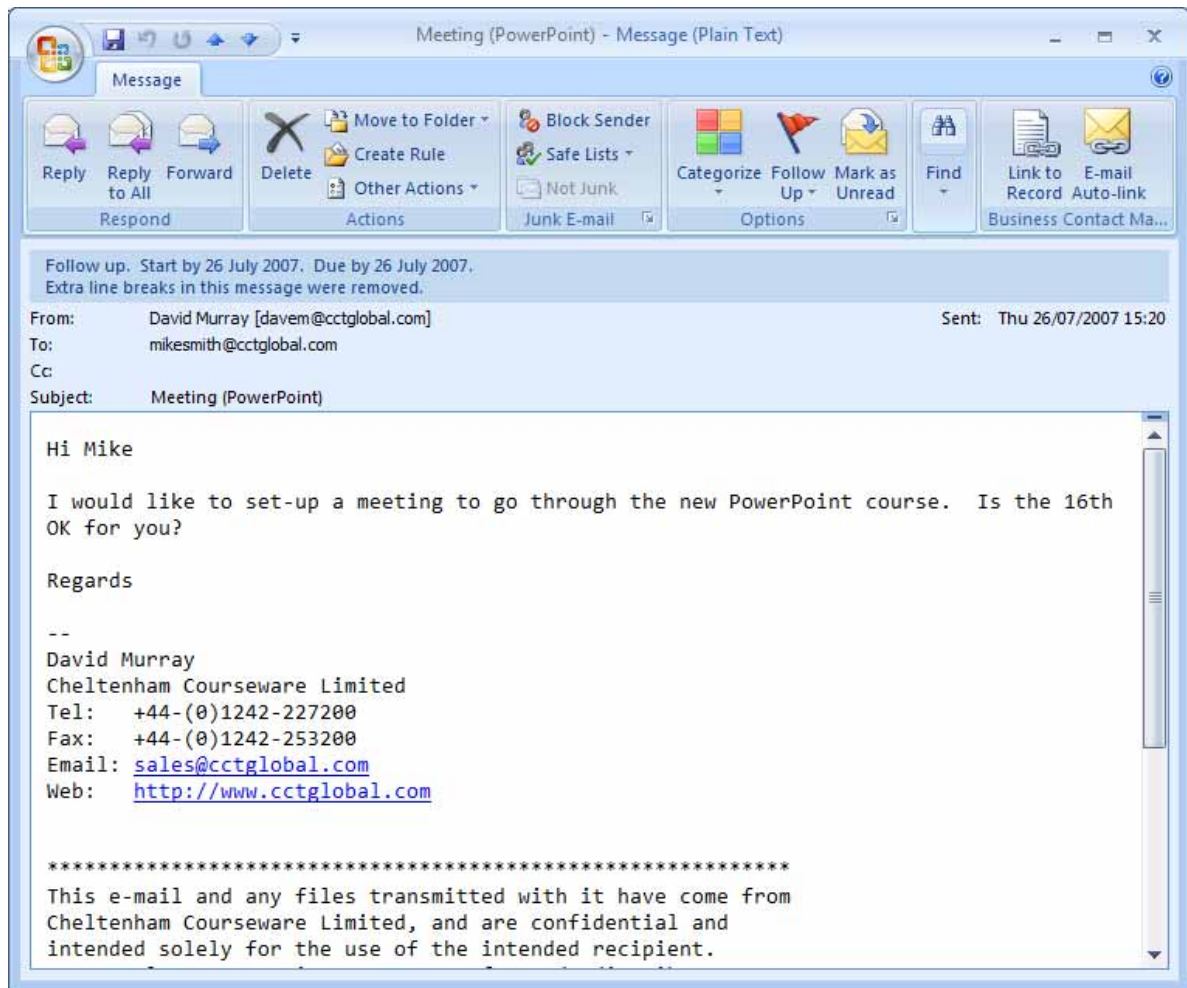 Meeting (PowerPoint) - Message (Plain Text)
Message
Reply
Reply to All
Forward
Respond
Delete
Move to Folder
Create Rule
Other Actions
Actions
Block Sender
Safe Lists
Not Junk
Junk E-mail
Categorize
Follow Up
Mark as Unread
Options
Find
Link to Record
E-mail Auto-link
Business Contact Ma...
Follow up. Start by 26 July 2007. Due by 26 July 2007.
Extra line breaks in this message were removed.
From: David Murray [davem@cctglobal.com] Sent: Thu 26/07/2007 15:20
To: mikesmith@cctglobal.com
Cc:
Subject: Meeting (PowerPoint)
Hi Mike
I would like to set-up a meeting to go through the new PowerPoint course. Is the 16th
OK for you?
Regards
--
David Murray
Cheltenham Courseware Limited
Tel: +44-(0)1242-227200
Fax: +44-(0)1242-253200
Email: sales@cctglobal.com
Web: http://www.cctglobal.com
************************************************************
This e-mail and any files transmitted with it have come from
Cheltenham Courseware Limited, and are confidential and
intended solely for the use of the intended recipient.